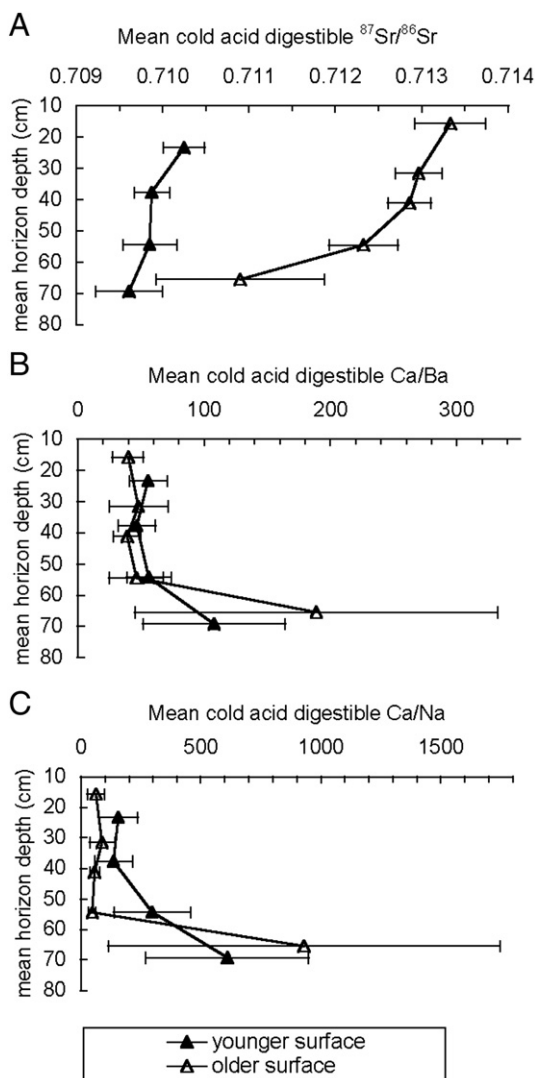 A
Mean cold acid digestible ⁸⁷Sr/⁸⁶Sr
0.709 0.710 0.711 0.712 0.713 0.714
mean horizon depth (cm)
10
20
30
40
50
60
70
80
B
Mean cold acid digestible Ca/Ba
0 100 200 300
mean horizon depth (cm)
10
20
30
40
50
60
70
80
C
Mean cold acid digestible Ca/Na
0 500 1000 1500
mean horizon depth (cm)
10
20
30
40
50
60
70
80
younger surface
older surface